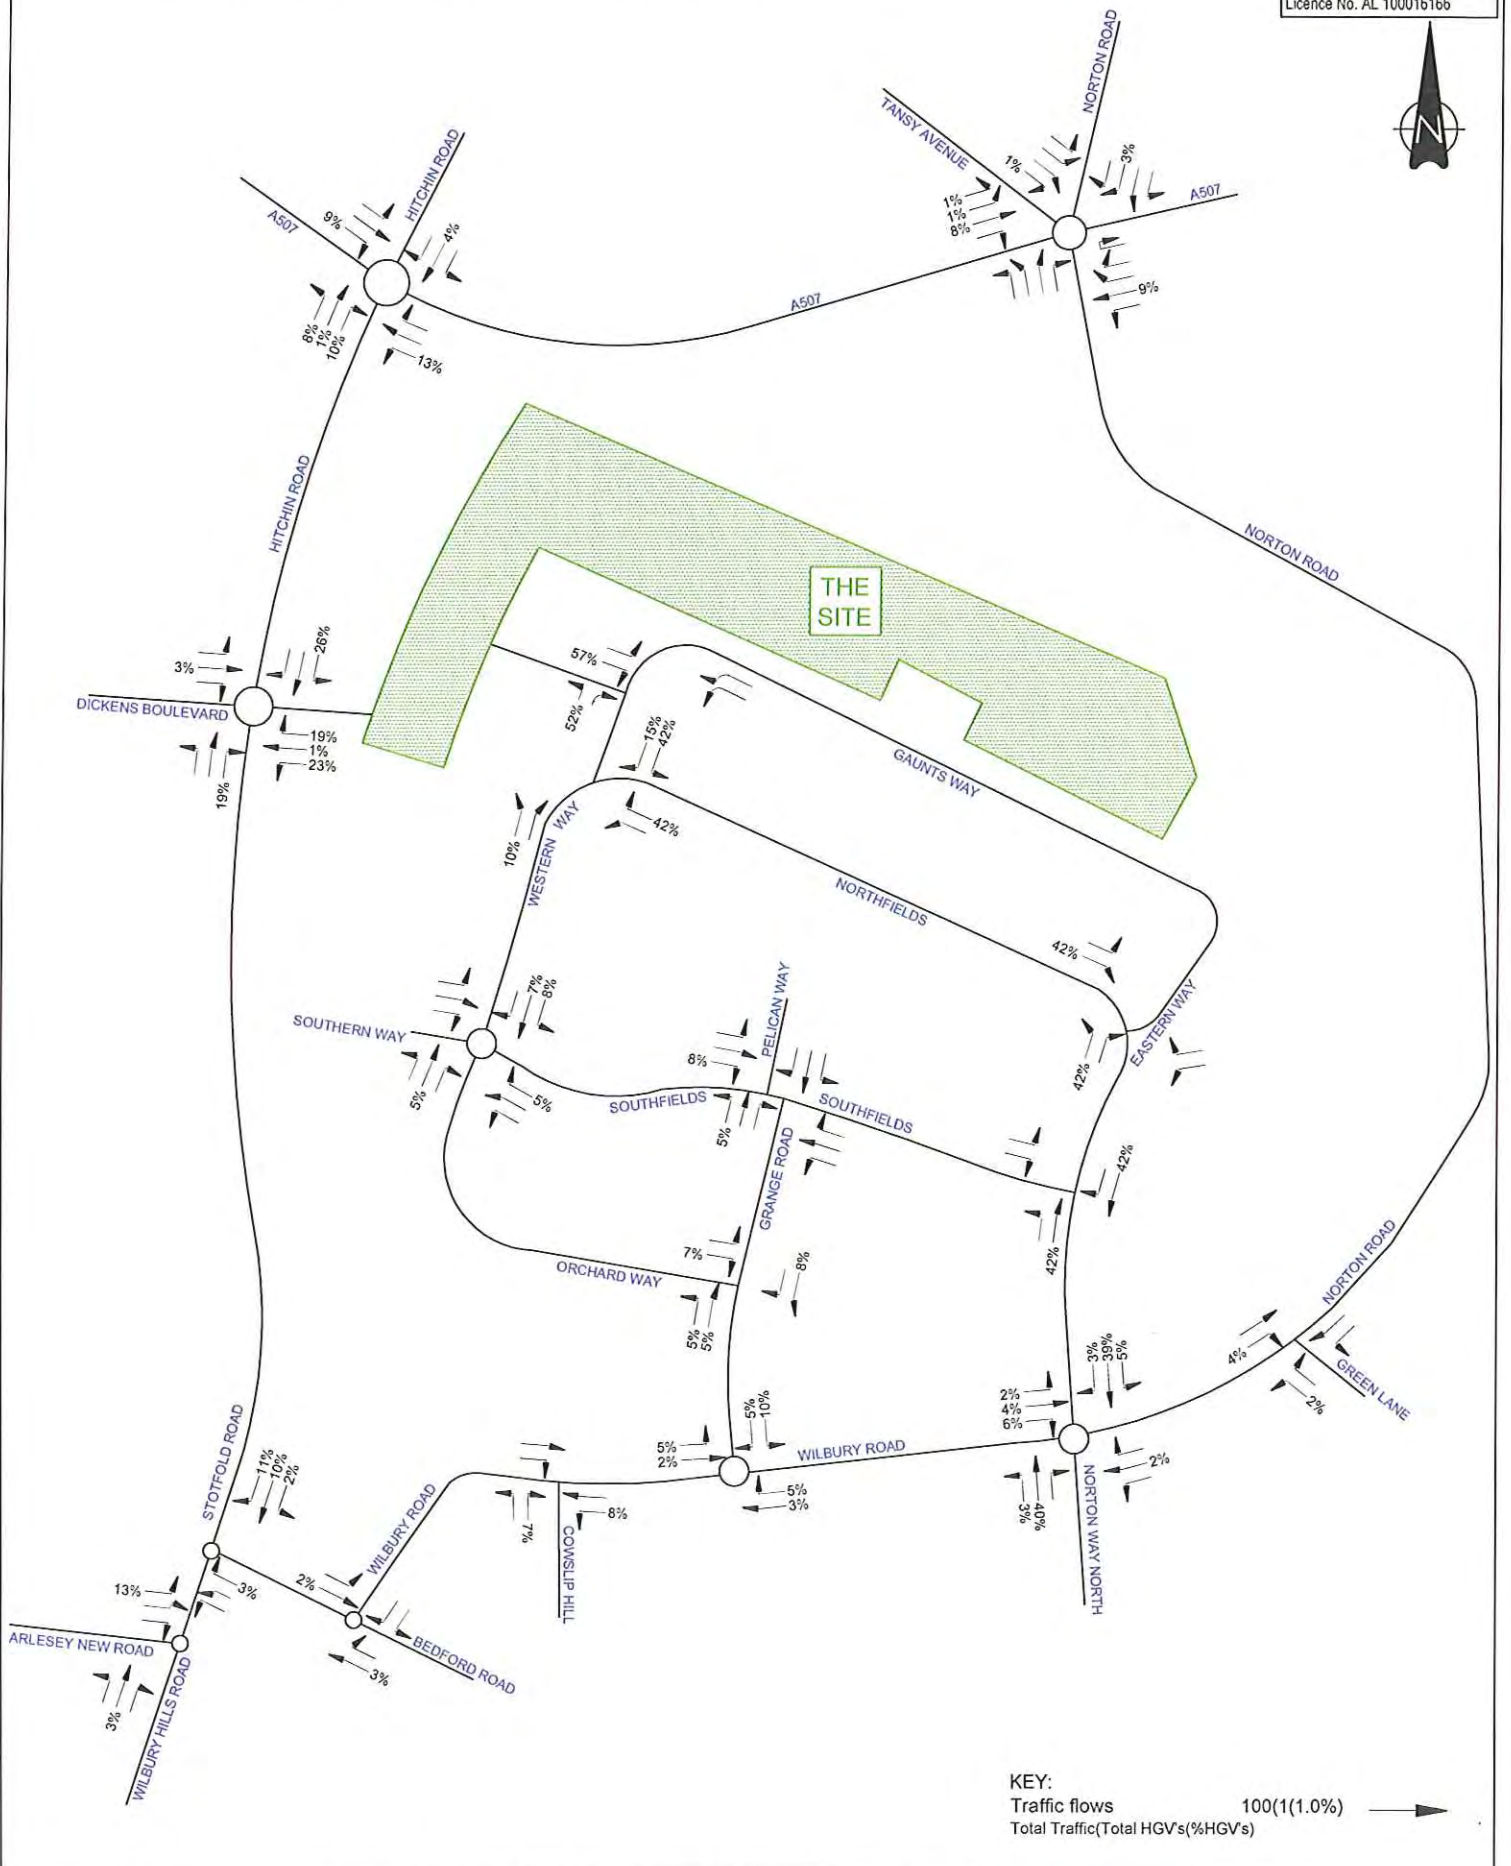 Licence No. AL 100016166
NORTON ROAD
TANSY AVENUE
N
HITCHIN ROAD
A507
9%
4%
1%
3%
A507
1%
1%
8%
9%
8%
1%
10%
13%
A507
HITCHIN ROAD
NORTON ROAD
THE
SITE
26%
3%
DICKENS BOULEVARD
19%
1%
23%
19%
57%
52%
15%
42%
GAUNTS WAY
42%
10%
WESTERN WAY
NORTHFIELDS
42%
EASTERN WAY
42%
SOUTHERN WAY
7%
8%
5%
5%
PELICAN WAY
8%
SOUTHFIELDS
SOUTHFIELDS
5%
GRANGE ROAD
42%
42%
7%
8%
ORCHARD WAY
5%
5%
NORTON ROAD
4%
GREEN LANE
2%
3%
39%
5%
2%
4%
6%
5%
10%
5%
2%
WILBURY ROAD
5%
3%
2%
3%
40%
NORTON WAY NORTH
STOTFOLD ROAD
11%
10%
2%
WILBURY ROAD
7%
8%
COWSLIP HILL
13%
3%
2%
ARLESEY NEW ROAD
BEDFORD ROAD
3%
3%
WILBURY HILLS ROAD
KEY:
Traffic flows 100(1(1.0%)
Total Traffic(Total HGV's(%HGV's)